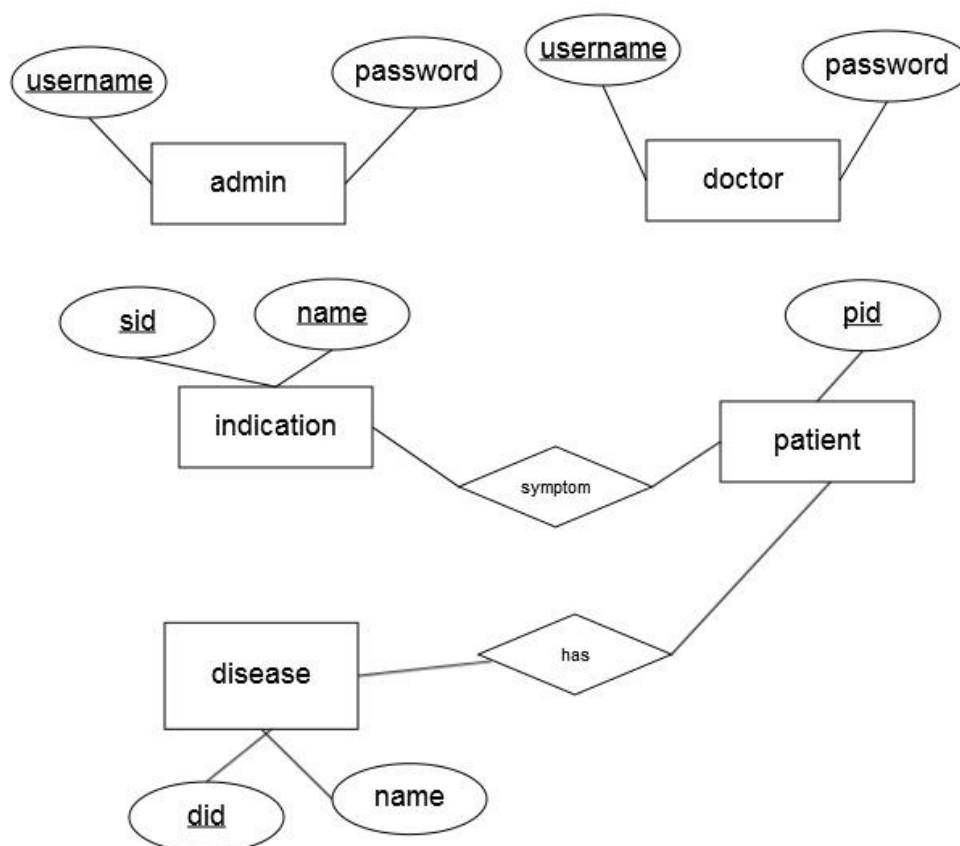 username
password
username
password
admin
doctor
sid
name
pid
indication
patient
symptom
has
disease
did
name